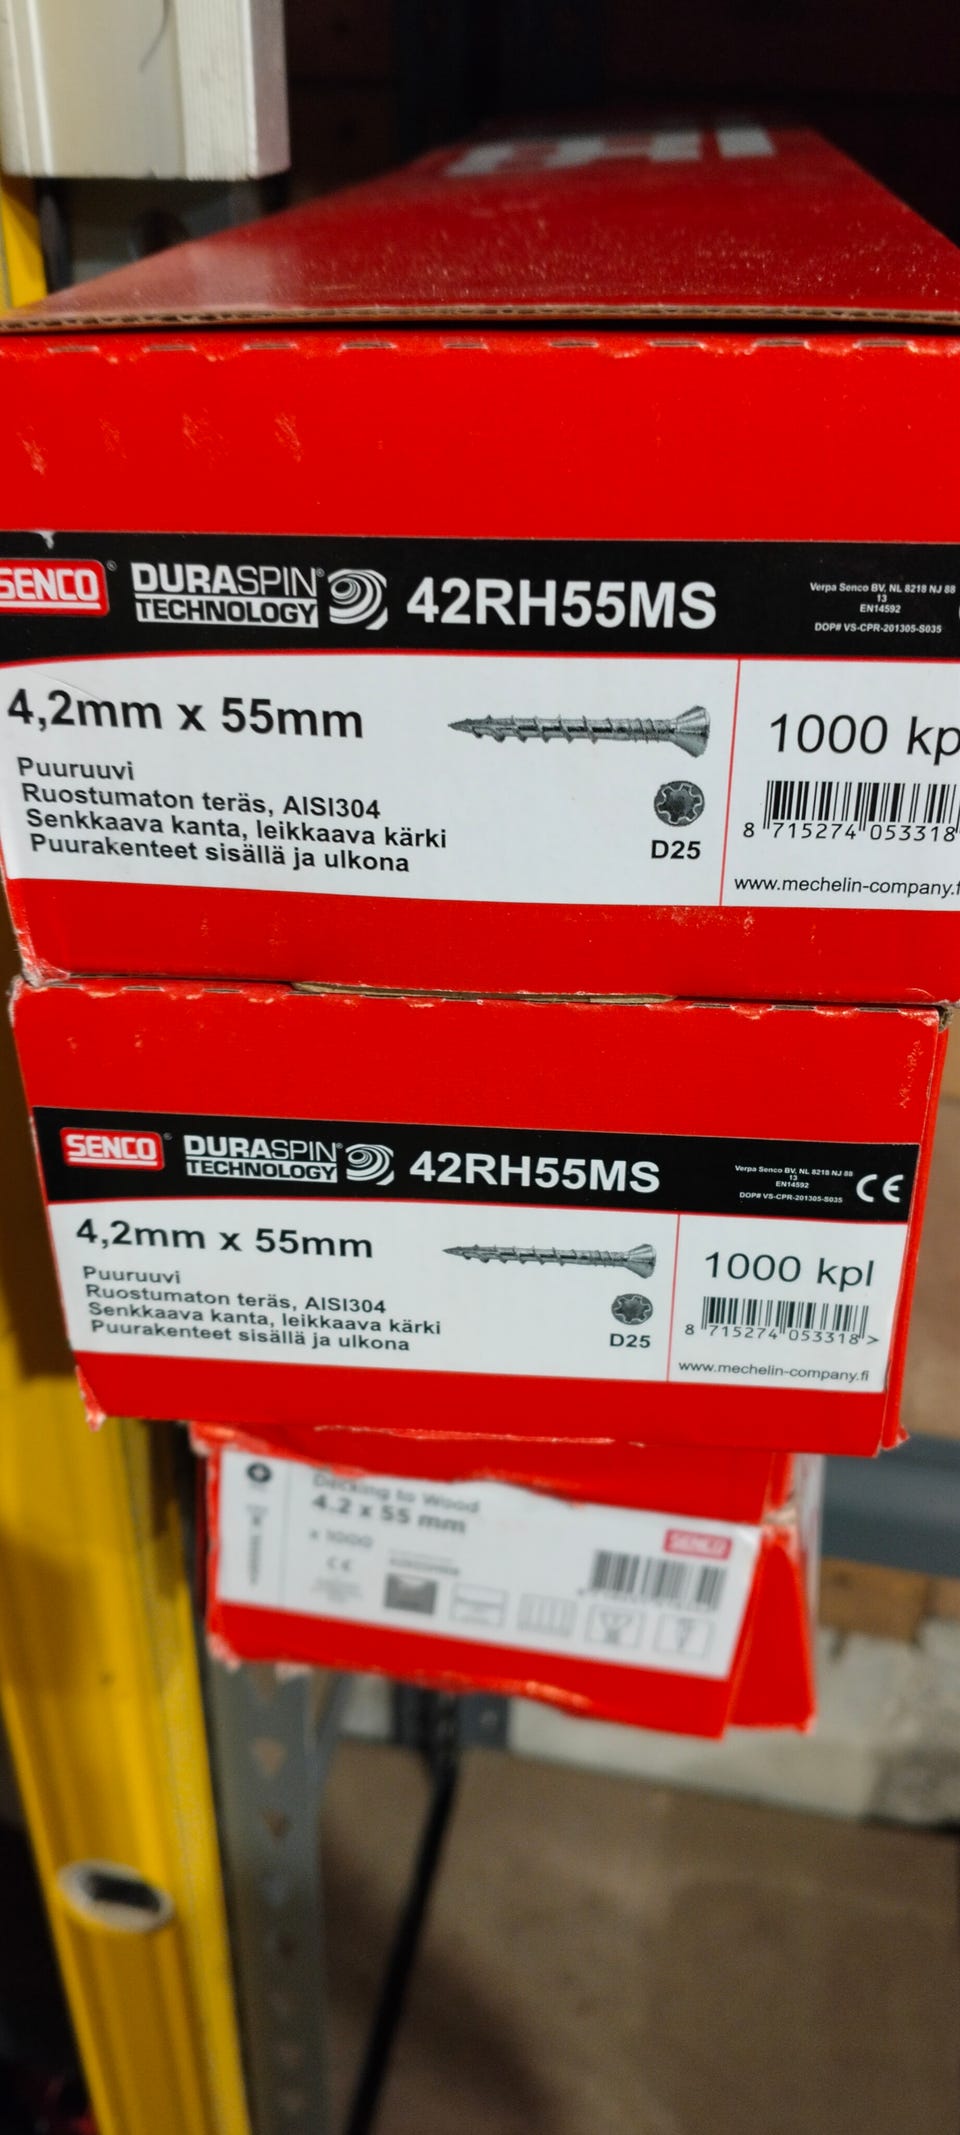 SENCO® DURASPIN® TECHNOLOGY 42RH55MS
Verpa Senco BV, NL 8218 NJ 88
13
EN14592
DOP# VS-CPR-201305-S035
4,2mm x 55mm
Puuruuvi
Ruostumaton teräs, AISI304
Senkkaava kanta, leikkaava kärki
Puurakenteet sisällä ja ulkona
D25
1000 kp
8 715274 053318
www.mechelin-company.f
SENCO® DURASPIN® TECHNOLOGY 42RH55MS
Verpa Senco BV, NL 8218 NJ 88
13
EN14592
DOP# VS-CPR-201305-S035
CE
4,2mm x 55mm
Puuruuvi
Ruostumaton teräs, AISI304
Senkkaava kanta, leikkaava kärki
Puurakenteet sisällä ja ulkona
D25
1000 kpl
8 715274 053318 >
www.mechelin-company.fi
Decking to Wood
4.2 x 55 mm
x 1000
CE
SENCO